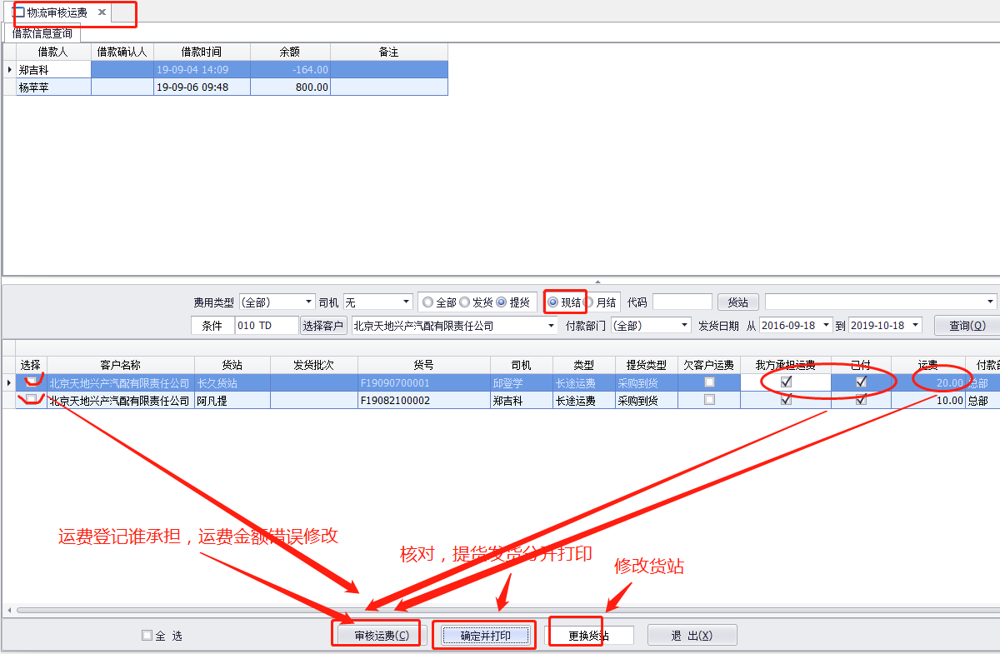 物流审核运费
借款信息查询
借款人 借款确认人 借款时间 余额 备注
郑吉科 19-09-04 14:09 -164.00
杨苹苹 19-09-06 09:48 800.00
费用类型 (全部) 司机 无 全部 发货 提货 现结 月结 代码 货站
条件 010 TD 选择客户 北京天地兴产汽配有限责任公司 付款部门 (全部) 发货日期 从 2016-09-18 到 2019-10-18 查询(Q)
选择 客户名称 货站 发货批次 货号 司机 类型 提货类型 欠客户运费 我方承担运费 已付 运费 付款部
北京天地兴产汽配有限责任公司 长久货站 F19090700001 邱登学 长途运费 采购到货 20.00 总部
北京天地兴产汽配有限责任公司 阿凡提 F19082100002 郑吉科 长途运费 采购到货 10.00 总部
运费登记谁承担，运费金额错误修改
核对，提货发货分开打印
修改货站
全 选 审核运费(C) 确定并打印 更换货站 退 出(X)